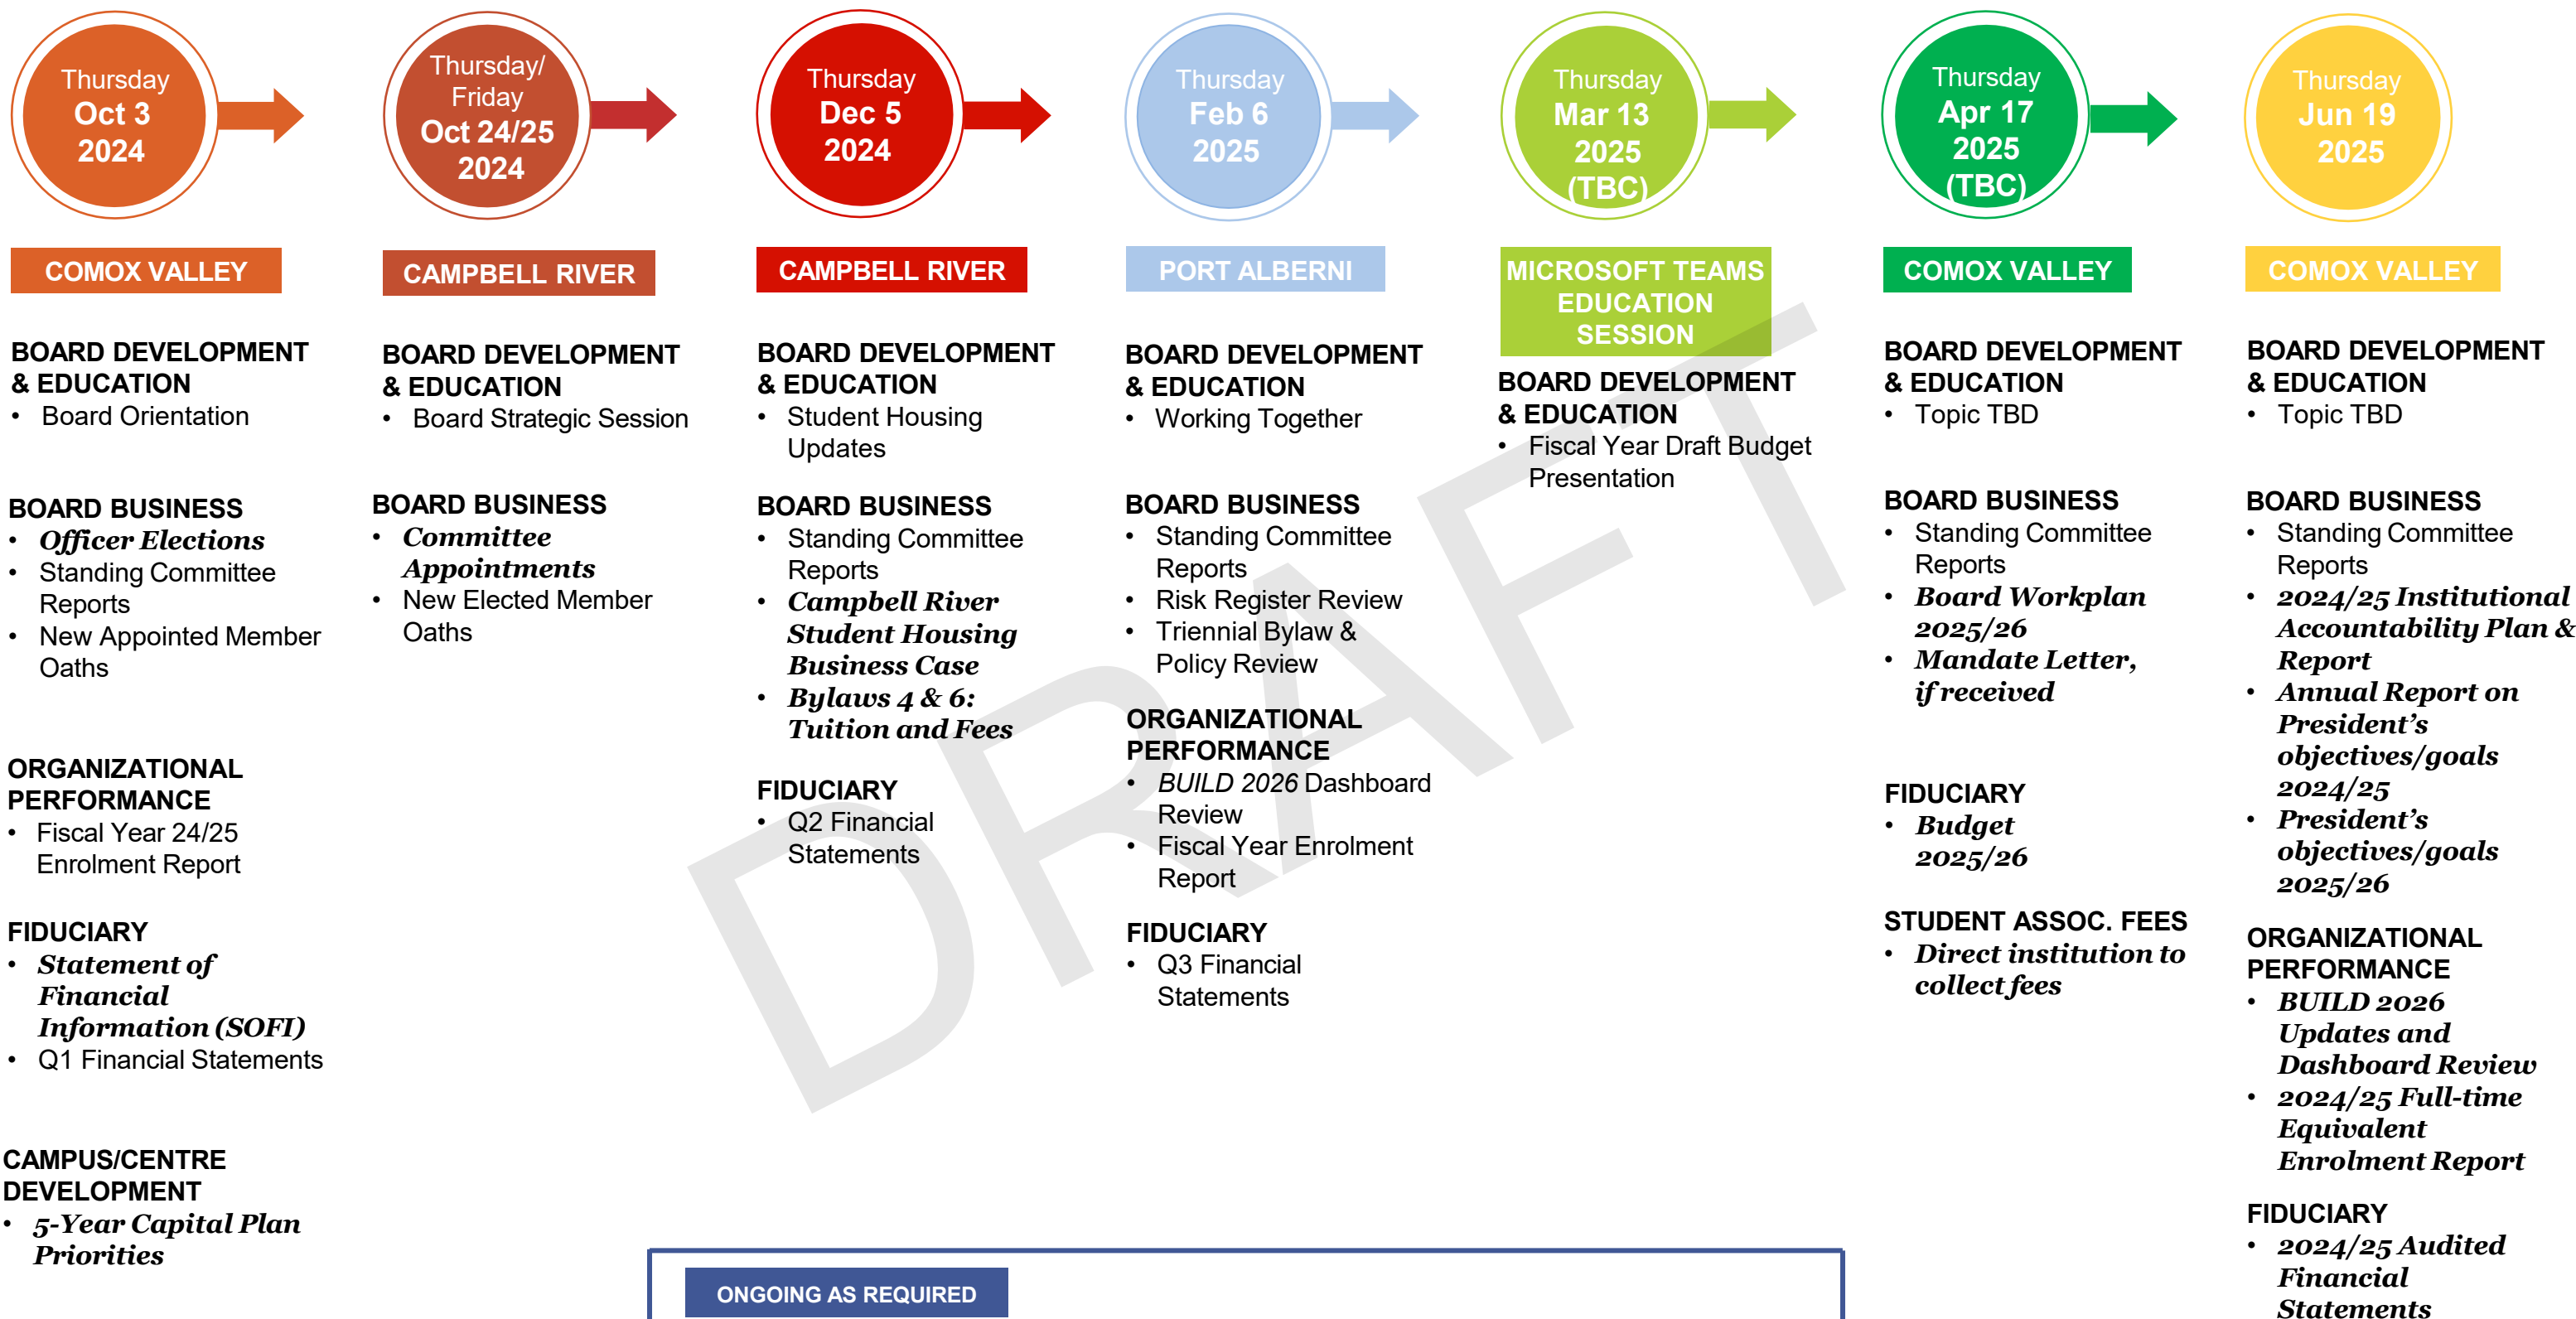 Thursday
Oct 3
2024
COMOX VALLEY
BOARD DEVELOPMENT
& EDUCATION
• Board Orientation
BOARD BUSINESS
• Officer Elections
• Standing Committee
Reports
• New Appointed Member
Oaths
ORGANIZATIONAL
PERFORMANCE
• Fiscal Year 24/25
Enrolment Report
FIDUCIARY
• Statement of
Financial
Information (SOFI)
• Q1 Financial Statements
CAMPUS/CENTRE
DEVELOPMENT
• 5-Year Capital Plan
Priorities
Thursday/
Friday
Oct 24/25
2024
CAMPBELL RIVER
BOARD DEVELOPMENT
& EDUCATION
• Board Strategic Session
BOARD BUSINESS
• Committee
Appointments
• New Elected Member
Oaths
Thursday
Dec 5
2024
CAMPBELL RIVER
BOARD DEVELOPMENT
& EDUCATION
• Student Housing
Updates
BOARD BUSINESS
• Standing Committee
Reports
• Campbell River
Student Housing
Business Case
• Bylaws 4 & 6:
Tuition and Fees
FIDUCIARY
• Q2 Financial
Statements
Thursday
Feb 6
2025
PORT ALBERNI
BOARD DEVELOPMENT
& EDUCATION
• Working Together
BOARD BUSINESS
• Standing Committee
Reports
• Risk Register Review
• Triennial Bylaw &
Policy Review
ORGANIZATIONAL
PERFORMANCE
• BUILD 2026 Dashboard
Review
• Fiscal Year Enrolment
Report
FIDUCIARY
• Q3 Financial
Statements
Thursday
Mar 13
2025
(TBC)
MICROSOFT TEAMS
EDUCATION
SESSION
BOARD DEVELOPMENT
& EDUCATION
• Fiscal Year Draft Budget
Presentation
Thursday
Apr 17
2025
(TBC)
COMOX VALLEY
BOARD DEVELOPMENT
& EDUCATION
• Topic TBD
BOARD BUSINESS
• Standing Committee
Reports
• Board Workplan
2025/26
• Mandate Letter,
if received
FIDUCIARY
• Budget
2025/26
STUDENT ASSOC. FEES
• Direct institution to
collect fees
Thursday
Jun 19
2025
COMOX VALLEY
BOARD DEVELOPMENT
& EDUCATION
• Topic TBD
BOARD BUSINESS
• Standing Committee
Reports
• 2024/25 Institutional
Accountability Plan &
Report
• Annual Report on
President’s
objectives/goals
2024/25
• President’s
objectives/goals
2025/26
ORGANIZATIONAL
PERFORMANCE
• BUILD 2026
Updates and
Dashboard Review
• 2024/25 Full-time
Equivalent
Enrolment Report
FIDUCIARY
• 2024/25 Audited
Financial
Statements
DRAFT
ONGOING AS REQUIRED